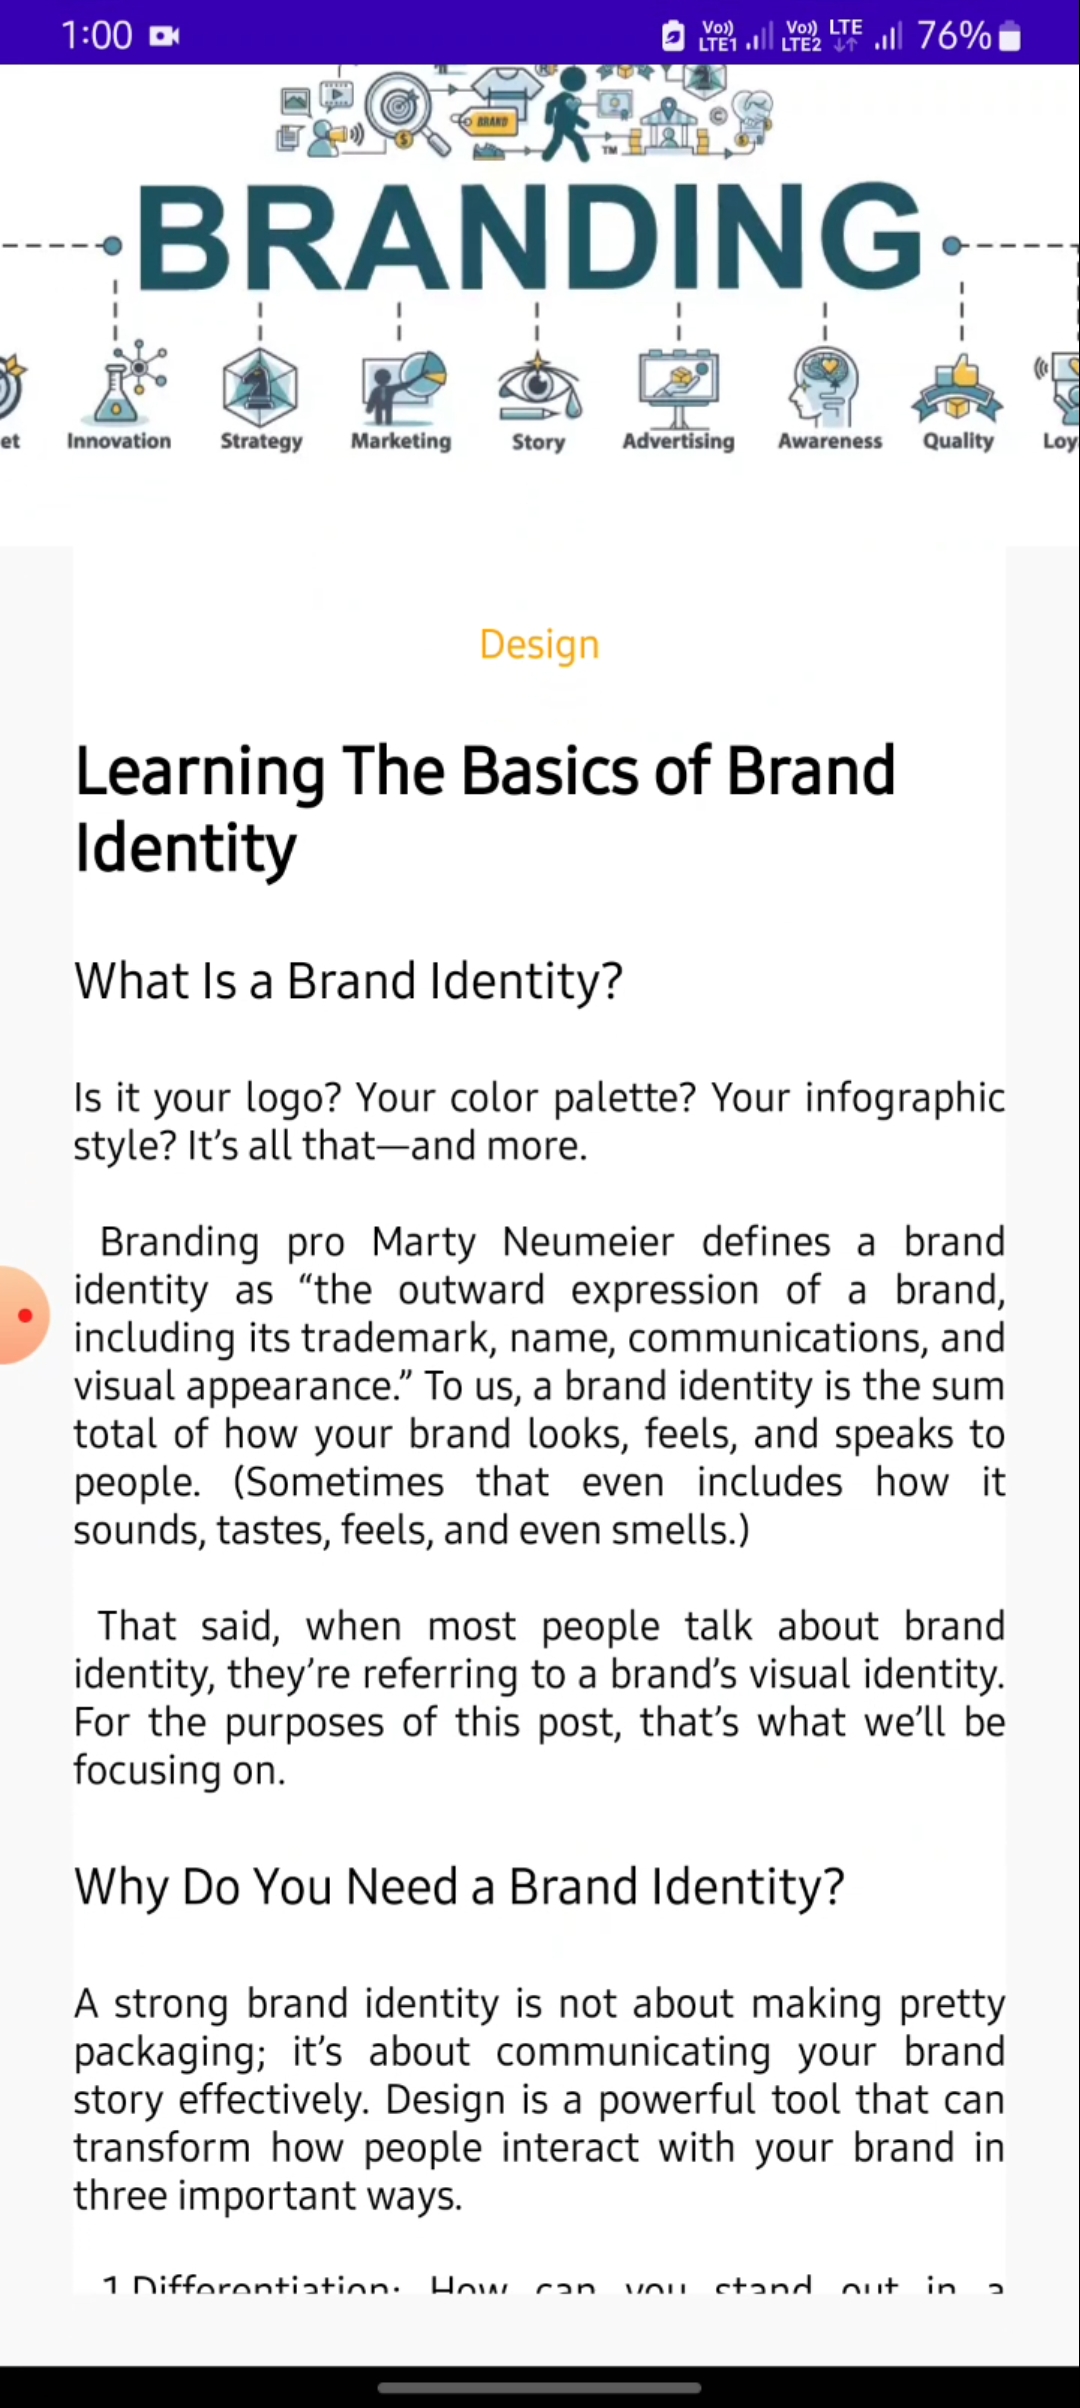 1:00 Vo)) LTE1 Vo)) LTE2 LTE 76%
BRAND
©
TM
BRANDING
et Innovation Strategy Marketing Story Advertising Awareness Quality Loy
Design
Learning The Basics of Brand
Identity
What Is a Brand Identity?
Is it your logo? Your color palette? Your infographic
style? It’s all that—and more.
Branding pro Marty Neumeier defines a brand
identity as “the outward expression of a brand,
including its trademark, name, communications, and
visual appearance.” To us, a brand identity is the sum
total of how your brand looks, feels, and speaks to
people. (Sometimes that even includes how it
sounds, tastes, feels, and even smells.)
That said, when most people talk about brand
identity, they’re referring to a brand’s visual identity.
For the purposes of this post, that’s what we’ll be
focusing on.
Why Do You Need a Brand Identity?
A strong brand identity is not about making pretty
packaging; it’s about communicating your brand
story effectively. Design is a powerful tool that can
transform how people interact with your brand in
three important ways.
1.Differentiation: How can you stand out in a